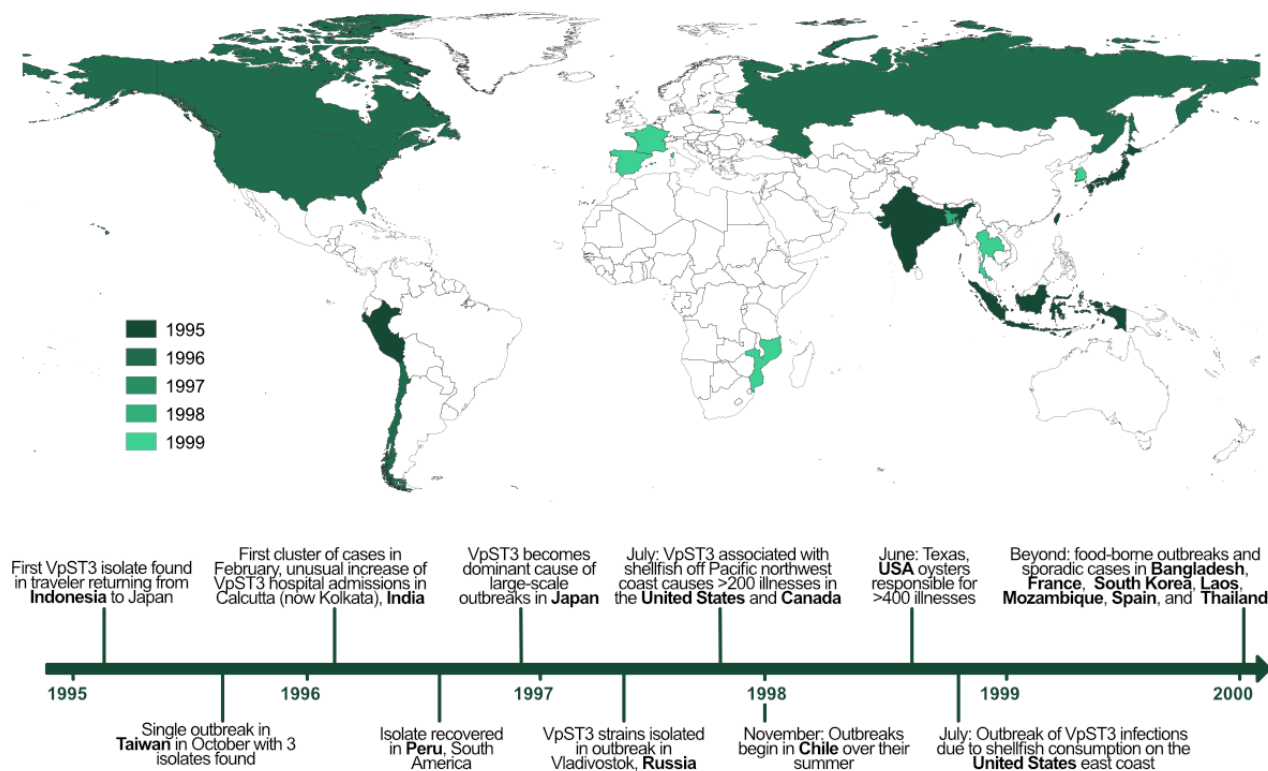 1995
1996
1997
1998
1999
First VpST3 isolate found
in traveler returning from
Indonesia to Japan
First cluster of cases in
February, unusual increase of
VpST3 hospital admissions in
Calcutta (now Kolkata), India
VpST3 becomes
dominant cause of
large-scale
outbreaks in Japan
July: VpST3 associated with
shellfish off Pacific northwest
coast causes >200 illnesses in
the United States and Canada
June: Texas,
USA oysters
responsible for
>400 illnesses
Beyond: food-borne outbreaks and
sporadic cases in Bangladesh,
France, South Korea, Laos,
Mozambique, Spain, and Thailand
1995
1996
1997
1998
1999
2000
Single outbreak in
Taiwan in October with 3
isolates found
Isolate recovered
in Peru, South
America
VpST3 strains isolated
in outbreak in
Vladivostok, Russia
November: Outbreaks
begin in Chile over their
summer
July: Outbreak of VpST3 infections
due to shellfish consumption on the
United States east coast